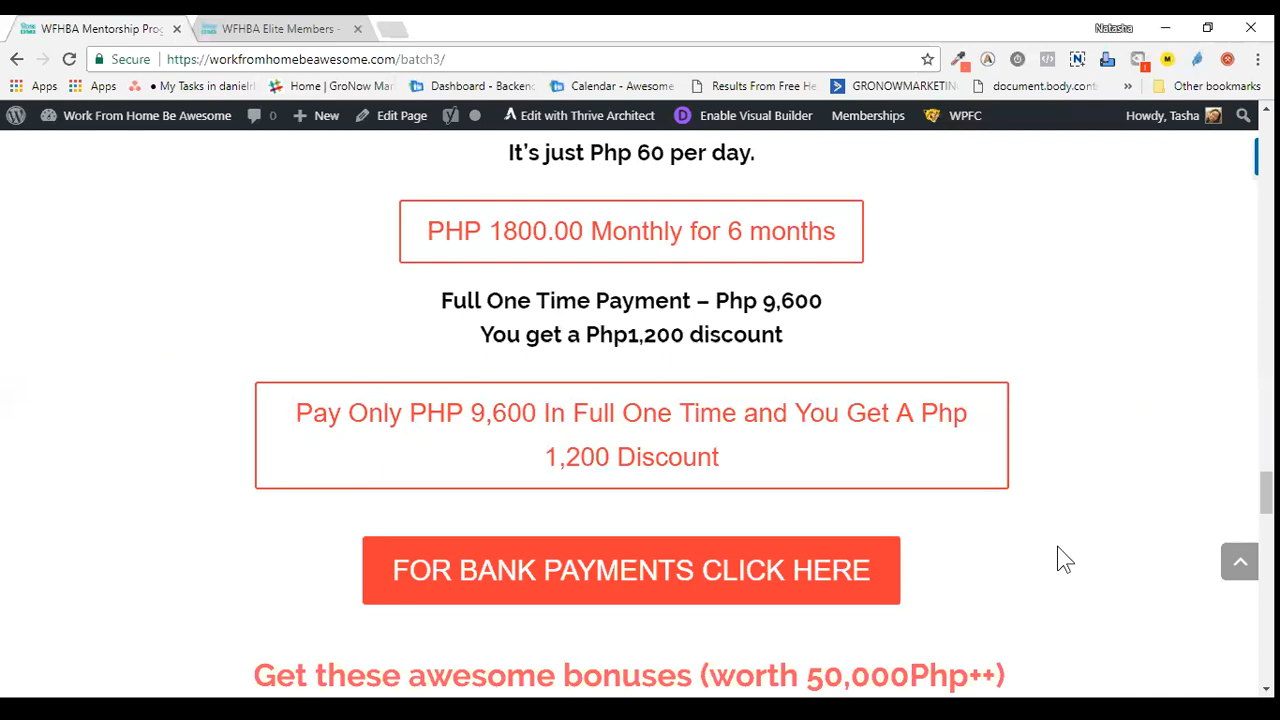 WFHBA Mentorship Prog
WFHBA Elite Members -
Natasha
Secure
https://workfromhomebeawesome.com/batch3/
Apps
Apps
My Tasks in danielr
Home | GroNow Mar
Dashboard - Backend
Calendar - Awesome
Results From Free He
GRONOWMARKETING
document.body.cont
»
Other bookmarks
Work From Home Be Awesome
0
+ New
Edit Page
Edit with Thrive Architect
D Enable Visual Builder
Memberships
WPFC
Howdy, Tasha
It's just Php 60 per day.
PHP 1800.00 Monthly for 6 months
Full One Time Payment – Php 9,600
You get a Php1,200 discount
Pay Only PHP 9,600 In Full One Time and You Get A Php
1,200 Discount
FOR BANK PAYMENTS CLICK HERE
Get these awesome bonuses (worth 50,000Php++)